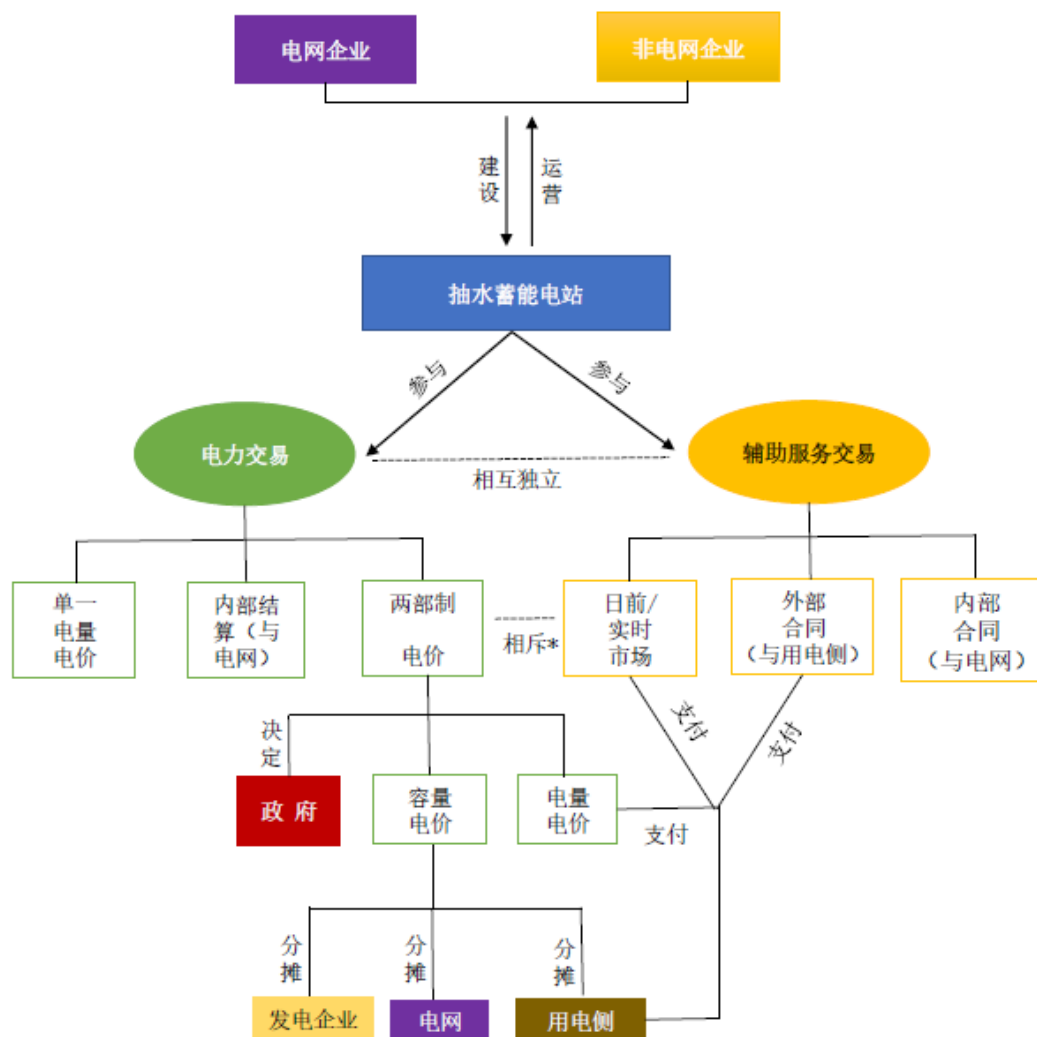 电网企业
非电网企业
建
设
运
营
抽水蓄能电站
参与
参与
电力交易
辅助服务交易
相互独立
单一
电量
电价
内部结
算（与
电网）
两部制
电价
相斥*
日前/
实时
市场
外部
合同
（与用电侧）
内部
合同
（与电网）
决
定
支付
支付
政 府
容量
电价
电量
电价
支付
分
摊
分
摊
分
摊
发电企业
电网
用电侧